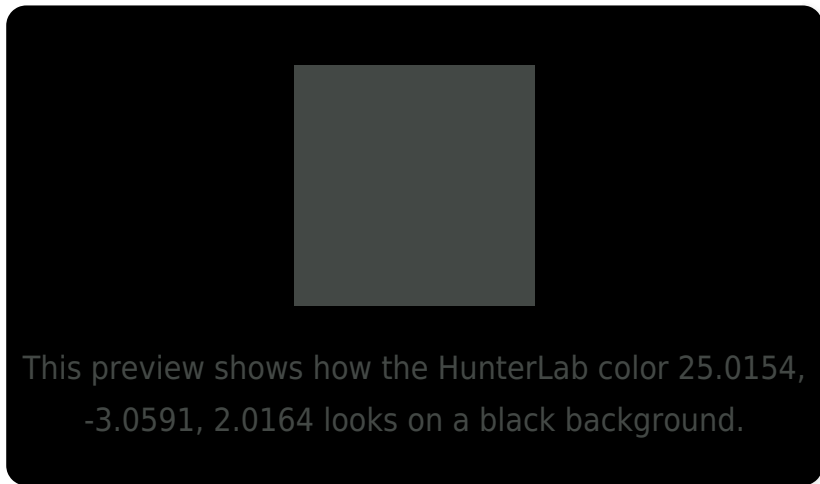 This preview shows how the HunterLab color 25.0154,
-3.0591, 2.0164 looks on a black background.